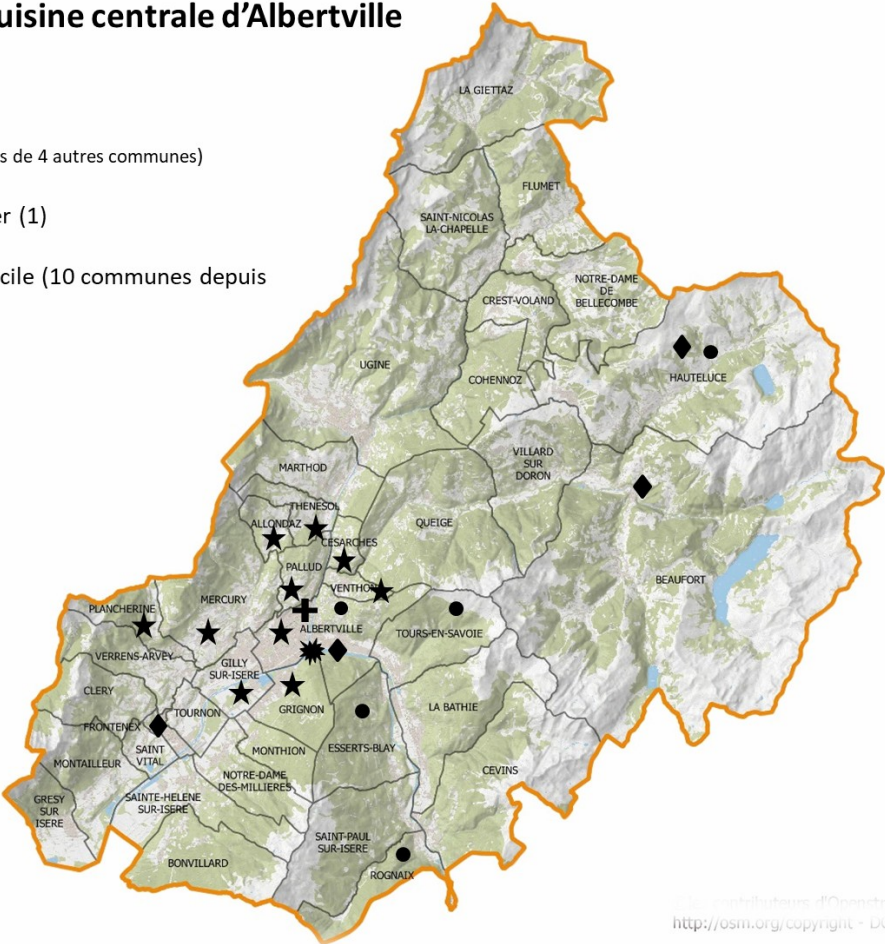 uisine centrale d’Albertville
s de 4 autres communes)
er (1)
cile (10 communes depuis
LA GIETTAZ
FLUMET
SAINT-NICOLAS
LA-CHAPELLE
NOTRE-DAME
DE
BELLECOMBE
CREST-VOLAND
UGINE
COHENNOZ
HAUTELUCE
VILLARD
SUR
DORON
MARTHOD
THENESOL
ALLONDAZ
QUEIGE
CESARCHES
PALLUD
BEAUFORT
VENTHON
MERCURY
PLANCHERINE
ALBERTVILLE
TOURS-EN-SAVOIE
VERRENS-ARVEY
GILLY
SUR-ISERE
CLERY
GRIGNON
LA BATHIE
TOURNON
FRONTENEX
ESSERTS-BLAY
MONTHION
SAINT
VITAL
MONTAILLEUR
CEVINS
NOTRE-DAME
DES-MILLIERES
SAINTE-HELENE
SUR-ISERE
GRESY
SUR
ISERE
SAINT-PAUL
SUR-ISERE
BONVILLARD
ROGNAIX
contributeurs d'Openst
http://osm.org/copyright - D